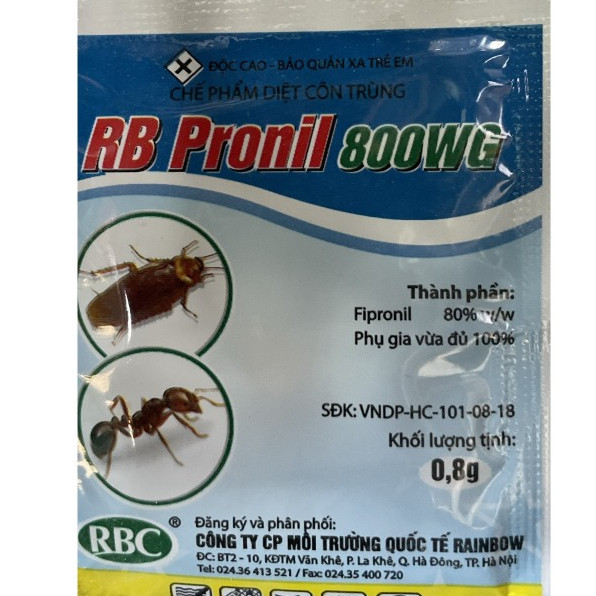 ĐỘC CAO - BẢO QUẢN XA TRẺ EM
CHẾ PHẨM DIỆT CÔN TRÙNG
RB Pronil 800WG
Thành phần:
Fipronil 80% w/w
Phụ gia vừa đủ 100%
SĐK: VNDP-HC-101-08-18
Khối lượng tịnh:
0,8g
RBC ®
Đăng ký và phân phối:
CÔNG TY CP MÔI TRƯỜNG QUỐC TẾ RAINBOW
ĐC: BT2 - 10, KĐTM Văn Khê, P. La Khê, Q. Hà Đông, TP. Hà Nội
Tel: 024.36 413 521 / Fax: 024.35 400 720